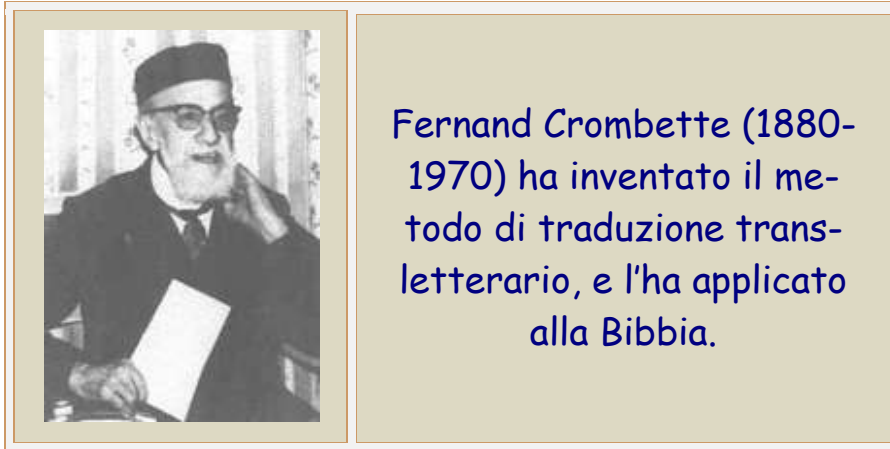 Fernand Crombette (1880-
1970) ha inventato il me-
todo di traduzione trans-
letterario, e l'ha applicato
alla Bibbia.